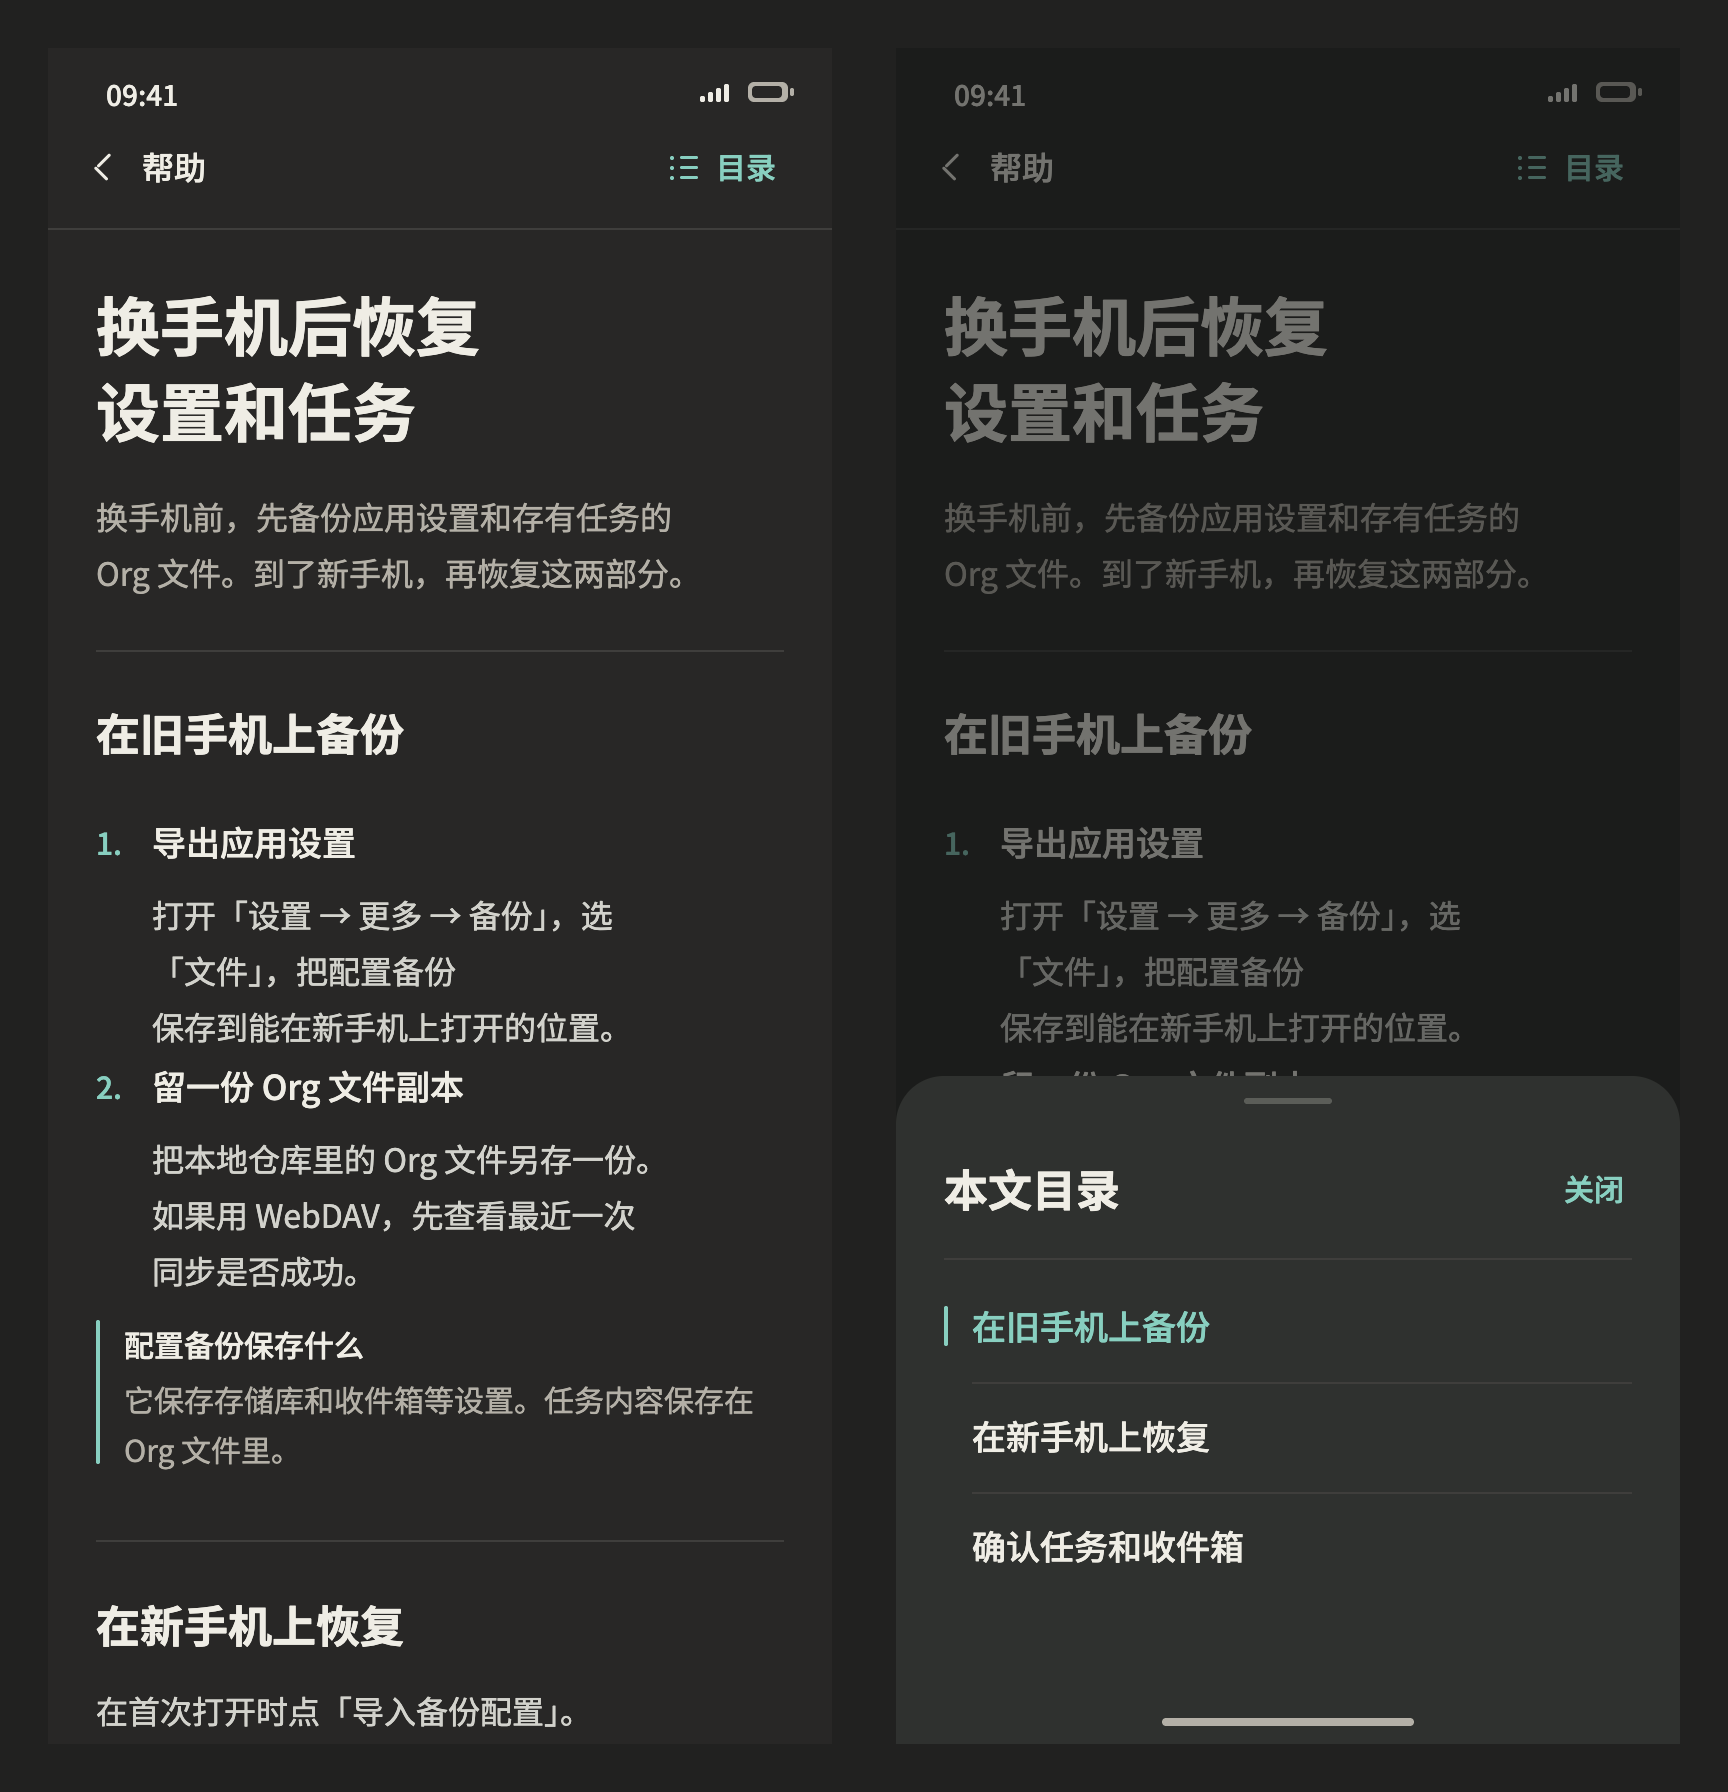 09:41
帮助
目录
换手机后恢复
设置和任务
换手机前，先备份应用设置和存有任务的
Org 文件。到了新手机，再恢复这两部分。
在旧手机上备份
1. 导出应用设置
打开「设置 → 更多 → 备份」，选
「文件」，把配置备份
保存到能在新手机上打开的位置。
2. 留一份 Org 文件副本
把本地仓库里的 Org 文件另存一份。
如果用 WebDAV，先查看最近一次
同步是否成功。
配置备份保存什么
它保存存储库和收件箱等设置。任务内容保存在
Org 文件里。
在新手机上恢复
在首次打开时点「导入备份配置」。
09:41
帮助
目录
换手机后恢复
设置和任务
换手机前，先备份应用设置和存有任务的
Org 文件。到了新手机，再恢复这两部分。
在旧手机上备份
1. 导出应用设置
打开「设置 → 更多 → 备份」，选
「文件」，把配置备份
保存到能在新手机上打开的位置。
本文目录
关闭
在旧手机上备份
在新手机上恢复
确认任务和收件箱